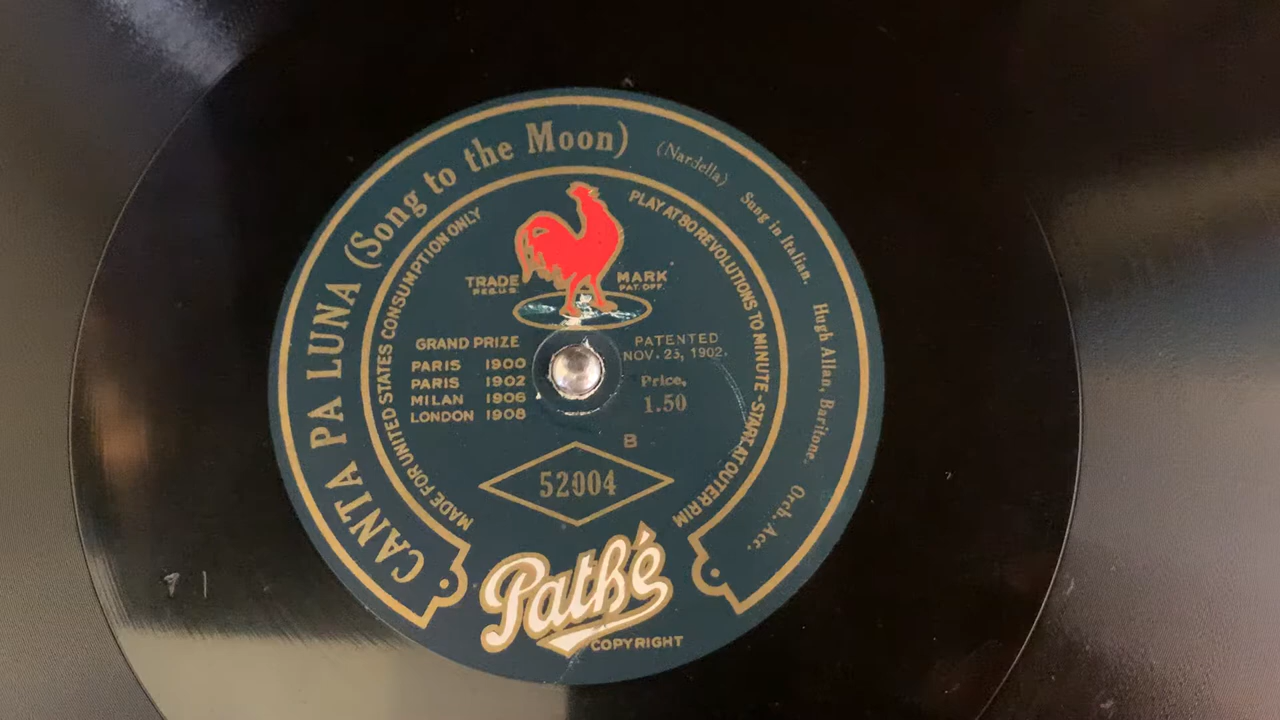 CANTA PA LUNA (Song to the Moon) (Nardella) Sung in Italian. Hugh Allan, Baritone. Orch. Acc.
MADE FOR UNITED STATES CONSUMPTION ONLY
PLAY AT 80 REVOLUTIONS TO MINUTE-START AT OUTER RIM
TRADE MARK
REG. U.S. PAT. OFF.
GRAND PRIZE
PARIS 1900
PARIS 1902
MILAN 1906
LONDON 1908
PATENTED
NOV. 25, 1902.
Price,
1.50
B
52004
Pathé
COPYRIGHT